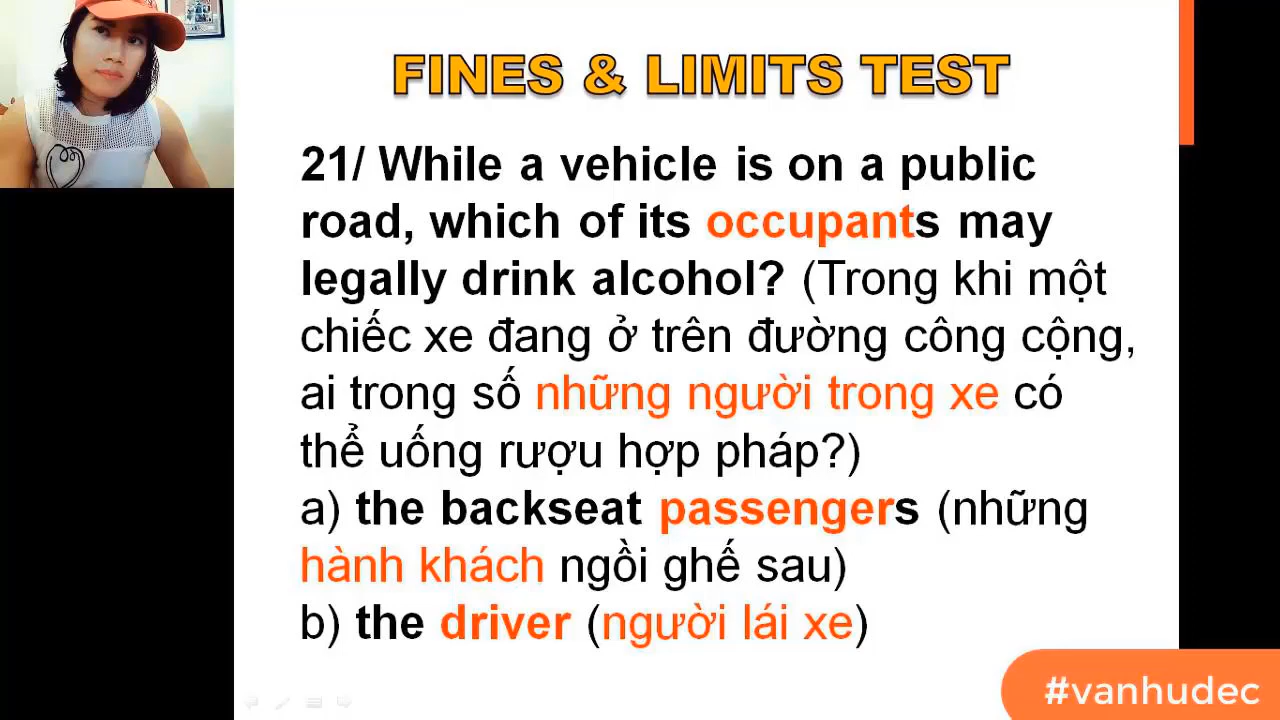 FINES & LIMITS TEST
21/ While a vehicle is on a public
road, which of its occupants may
legally drink alcohol? (Trong khi một
chiếc xe đang ở trên đường công cộng,
ai trong số những người trong xe có
thể uống rượu hợp pháp?)
a) the backseat passengers (những
hành khách ngồi ghế sau)
b) the driver (người lái xe)
#vanhudec